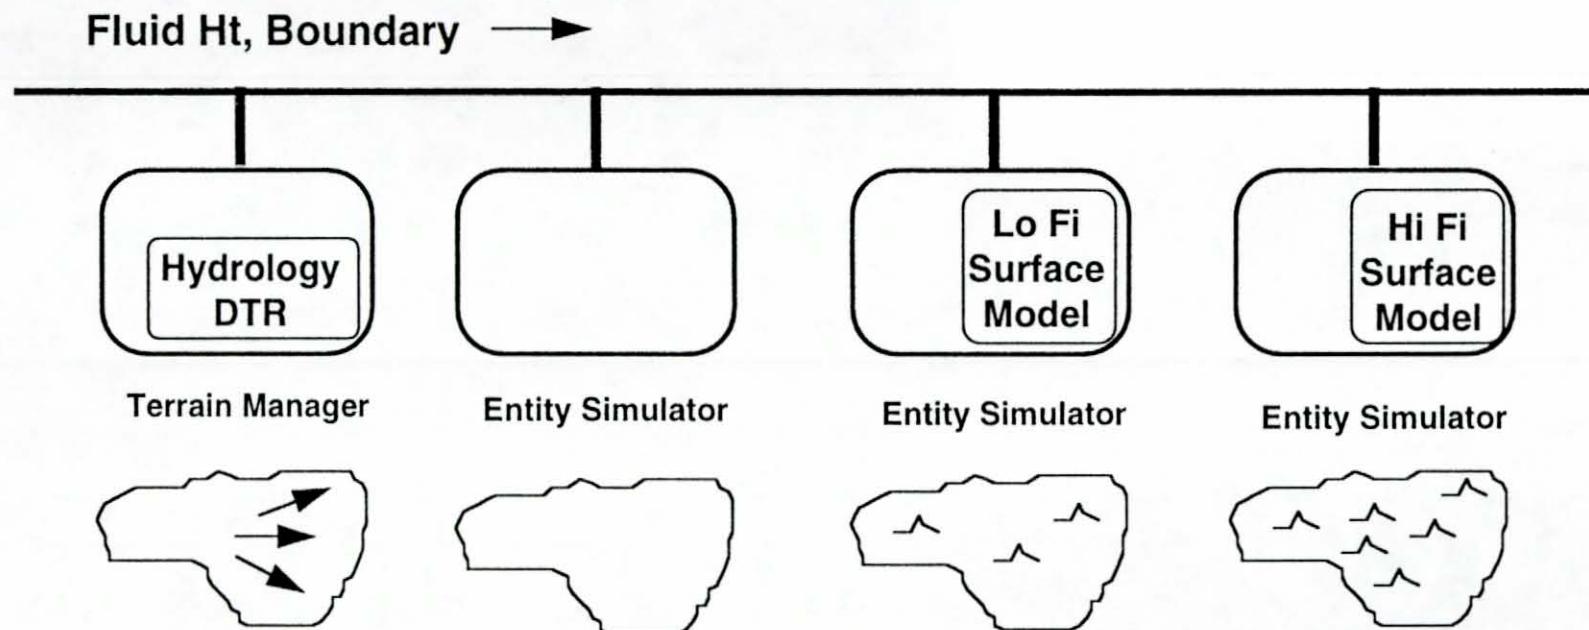 Fluid Ht, Boundary
Hydrology
DTR
Lo Fi
Surface
Model
Hi Fi
Surface
Model
Terrain Manager
Entity Simulator
Entity Simulator
Entity Simulator